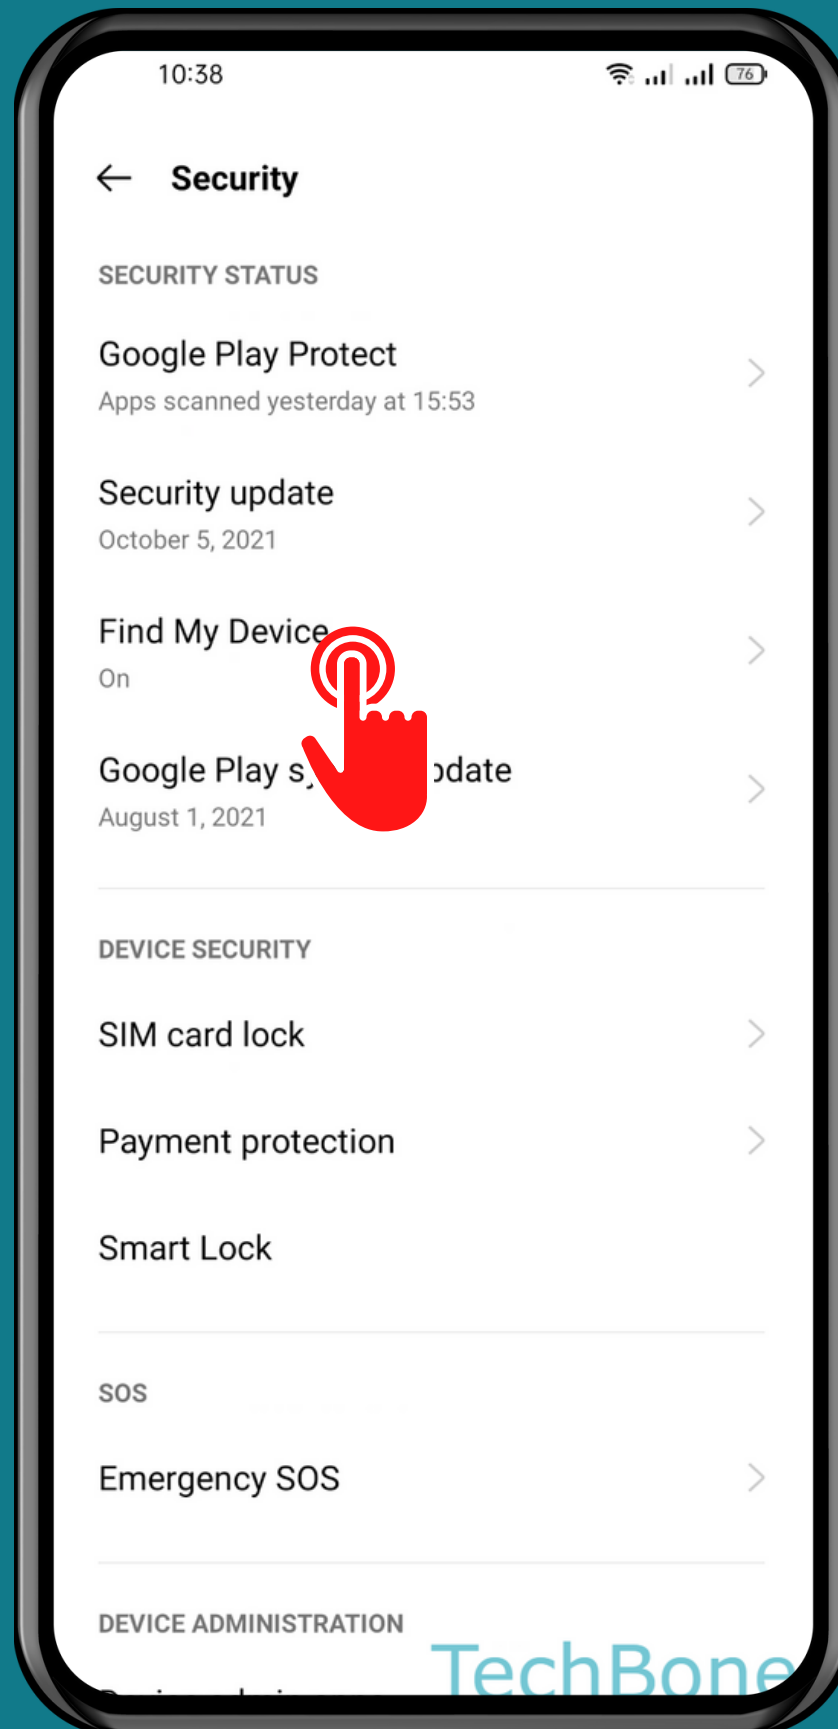 10:38
76
Security
SECURITY STATUS
Google Play Protect
Apps scanned yesterday at 15:53
Security update
October 5, 2021
Find My Device
On
Google Play
August 1, 2021
DEVICE SECURITY
SIM card lock
Payment protection
Smart Lock
SOS
Emergency SOS
DEVICE ADMINISTRATION
TechBone